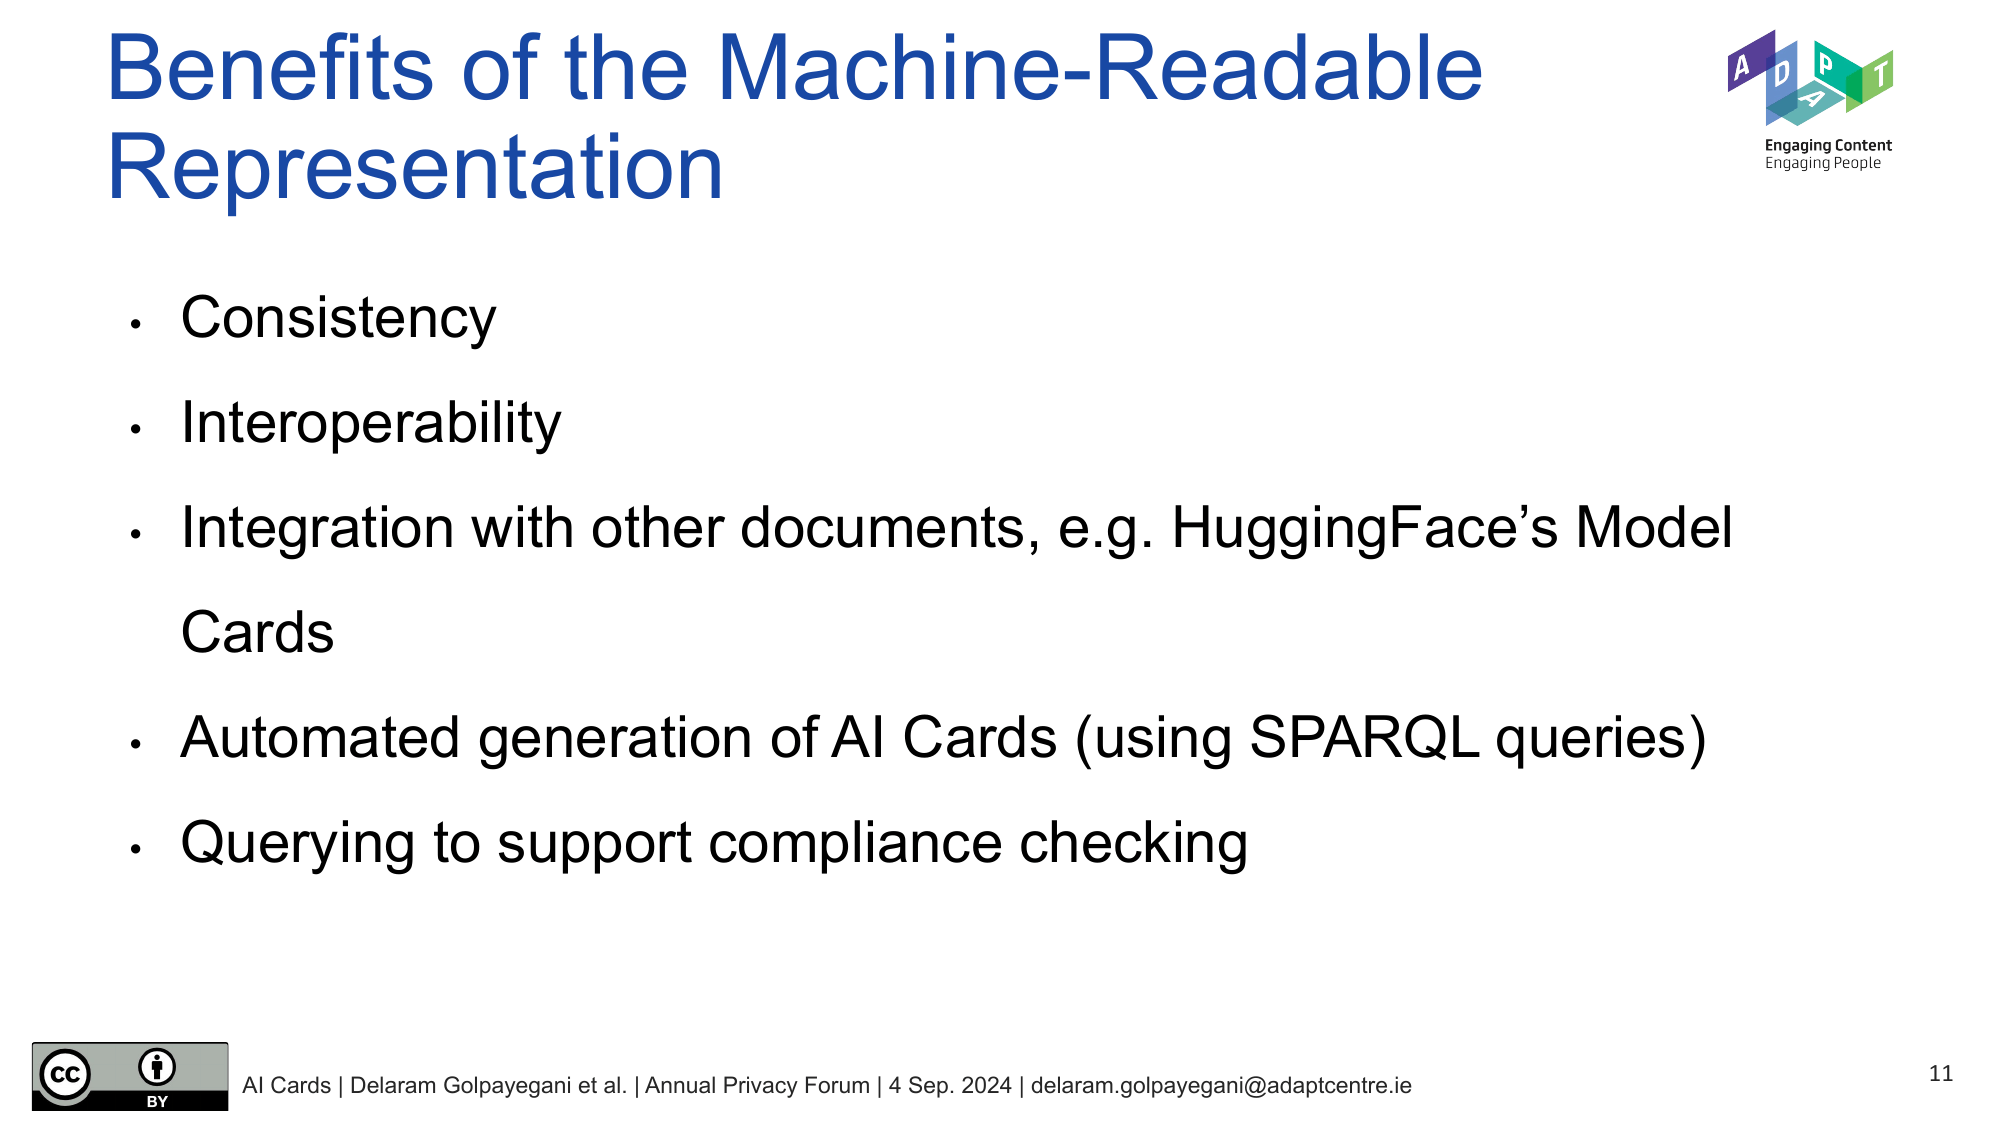 Benefits of the Machine-Readable
Representation
A D A P T
Engaging Content
Engaging People
• Consistency
• Interoperability
• Integration with other documents, e.g. HuggingFace’s Model
Cards
• Automated generation of AI Cards (using SPARQL queries)
• Querying to support compliance checking
cc
BY
AI Cards | Delaram Golpayegani et al. | Annual Privacy Forum | 4 Sep. 2024 | delaram.golpayegani@adaptcentre.ie
11